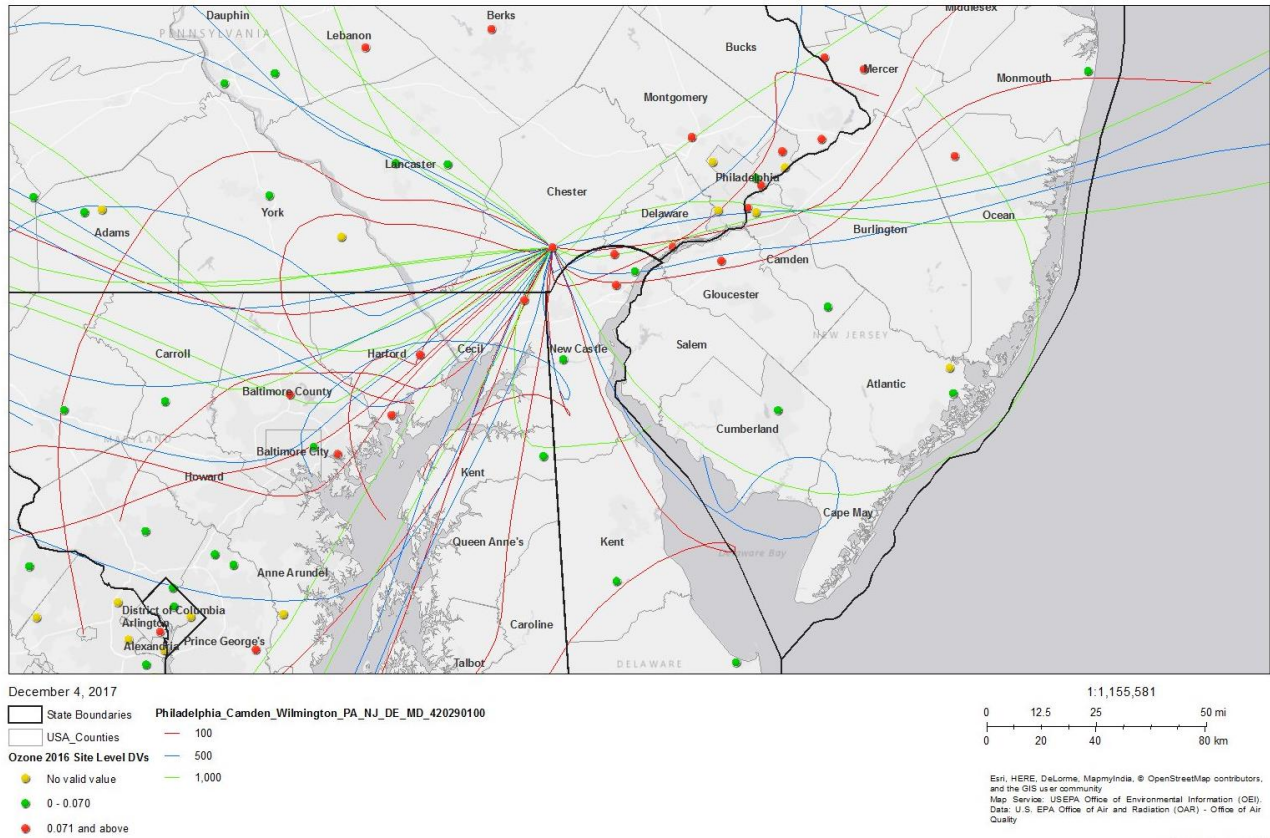 Dauphin
Berks
Middlesex
PENNSYLVANIA
Lebanon
Bucks
Mercer
Monmouth
Montgomery
Lancaster
Philadelphia
Chester
York
Delaware
Ocean
Adams
Burlington
Camden
Gloucester
NEW JERSEY
Carroll
Harford
Cecil
New Castle
Salem
Atlantic
Baltimore County
Cumberland
MARYLAND
Baltimore City
Howard
Kent
Cape May
Queen Anne's
Kent
Delaware Bay
Anne Arundel
District of Columbia
Arlington
Caroline
Alexandria
Prince George's
Talbot
DELAWARE
December 4, 2017
State Boundaries
USA_Counties
Ozone 2016 Site Level DVs
No valid value
0 - 0.070
0.071 and above
Philadelphia_Camden_Wilmington_PA_NJ_DE_MD_420290100
100
500
1,000
1:1,155,581
0 12.5 25 50 mi
0 20 40 80 km
Esri, HERE, DeLorme, MapmyIndia, © OpenStreetMap contributors,
and the GIS user community
Map Service: USEPA Office of Environmental Information (OEI).
Data: U.S. EPA Office of Air and Radiation (OAR) - Office of Air
Quality